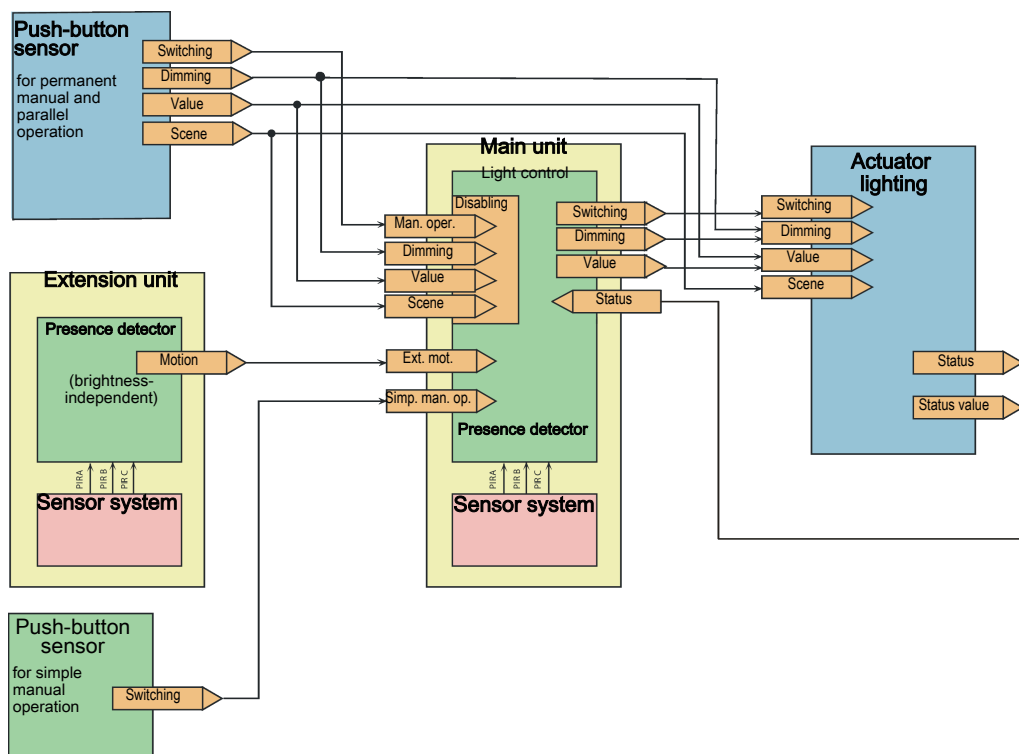 Push-button
sensor
for permanent
manual and
parallel
operation
Switching
Dimming
Value
Scene
Main unit
Light control
Disabling
Man. oper.
Dimming
Value
Scene
Ext. mot.
Simp. man. op.
Switching
Dimming
Value
Status
Presence detector
PIR A
PIR B
PIR C
Sensor system
Actuator
lighting
Switching
Dimming
Value
Scene
Status
Status value
Extension unit
Presence detector
(brightness-
independent)
Motion
PIR A
PIR B
PIR C
Sensor system
Push-button
sensor
for simple
manual
operation
Switching